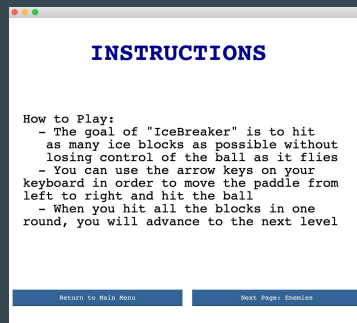 INSTRUCTIONS
How to Play:
- The goal of "IceBreaker" is to hit
as many ice blocks as possible without
losing control of the ball as it flies
- You can use the arrow keys on your
keyboard in order to move the paddle from
left to right and hit the ball
- When you hit all the blocks in one
round, you will advance to the next level
Return to Main Menu
Next Page: Enemies